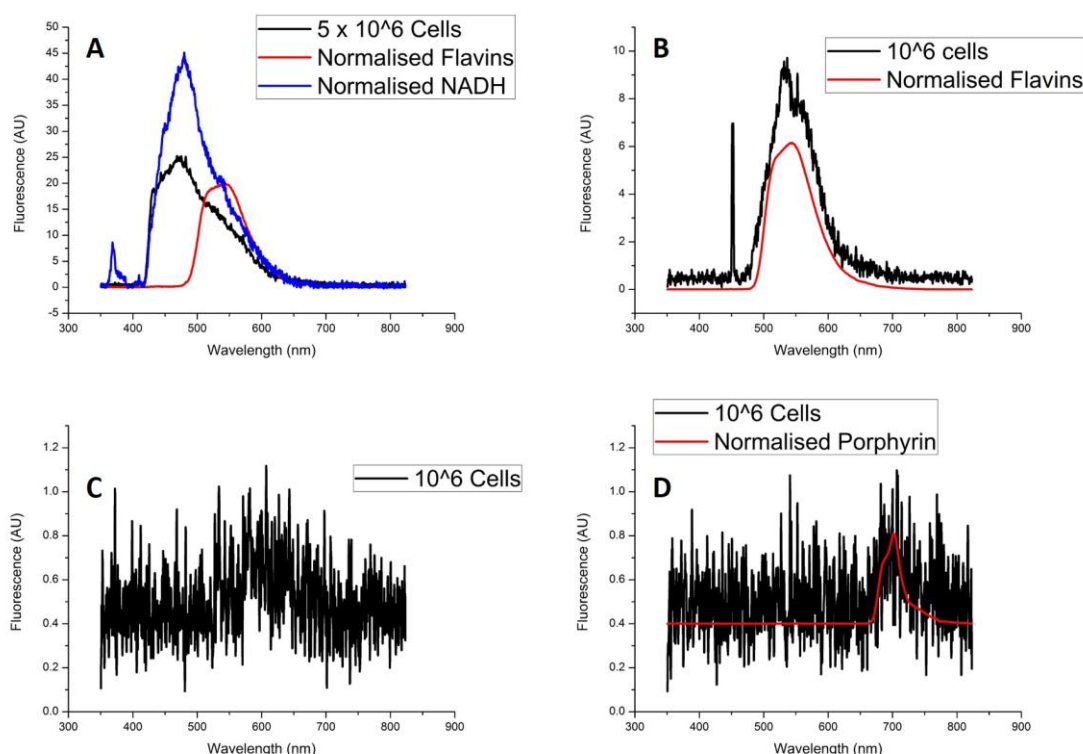 A
5 x 10^6 Cells
Normalised Flavins
Normalised NADH
50
45
40
35
30
25
20
15
10
5
0
-5
Fluorescence (AU)
300 400 500 600 700 800 900
Wavelength (nm)
B
10^6 cells
Normalised Flavins
10
8
6
4
2
0
Fluorescence (AU)
300 400 500 600 700 800 900
Wavelength (nm)
C
10^6 Cells
1.2
1.0
0.8
0.6
0.4
0.2
0.0
Fluorescence (AU)
300 400 500 600 700 800 900
Wavelength (nm)
D
10^6 Cells
Normalised Porphyrin
1.2
1.0
0.8
0.6
0.4
0.2
0.0
Fluorescence (AU)
300 400 500 600 700 800 900
Wavelength (nm)